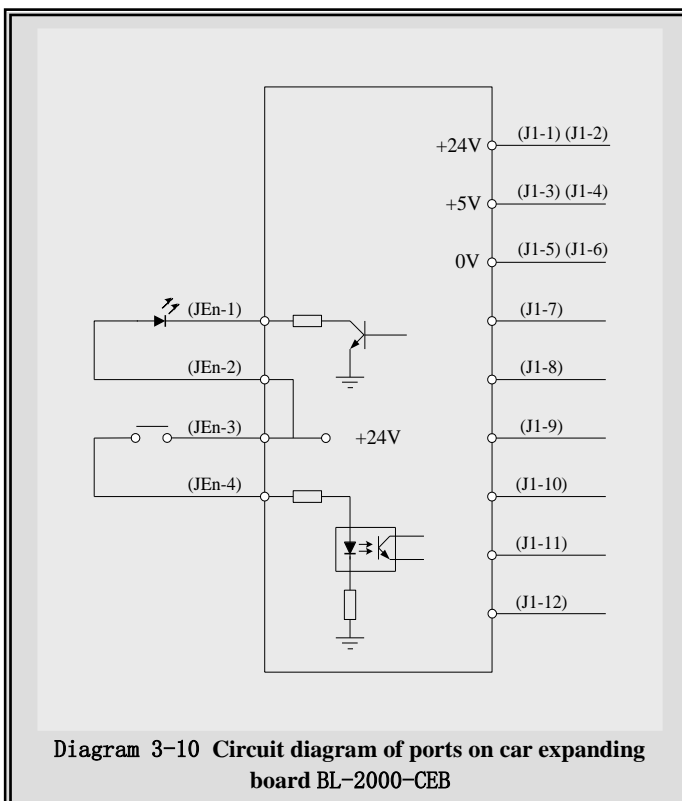 +24V (J1-1) (J1-2)
+5V (J1-3) (J1-4)
0V (J1-5) (J1-6)
(JEn-1) (J1-7)
(JEn-2) (J1-8)
(JEn-3) +24V (J1-9)
(JEn-4) (J1-10)
(J1-11)
(J1-12)
Diagram 3-10 Circuit diagram of ports on car expanding
board BL-2000-CEB